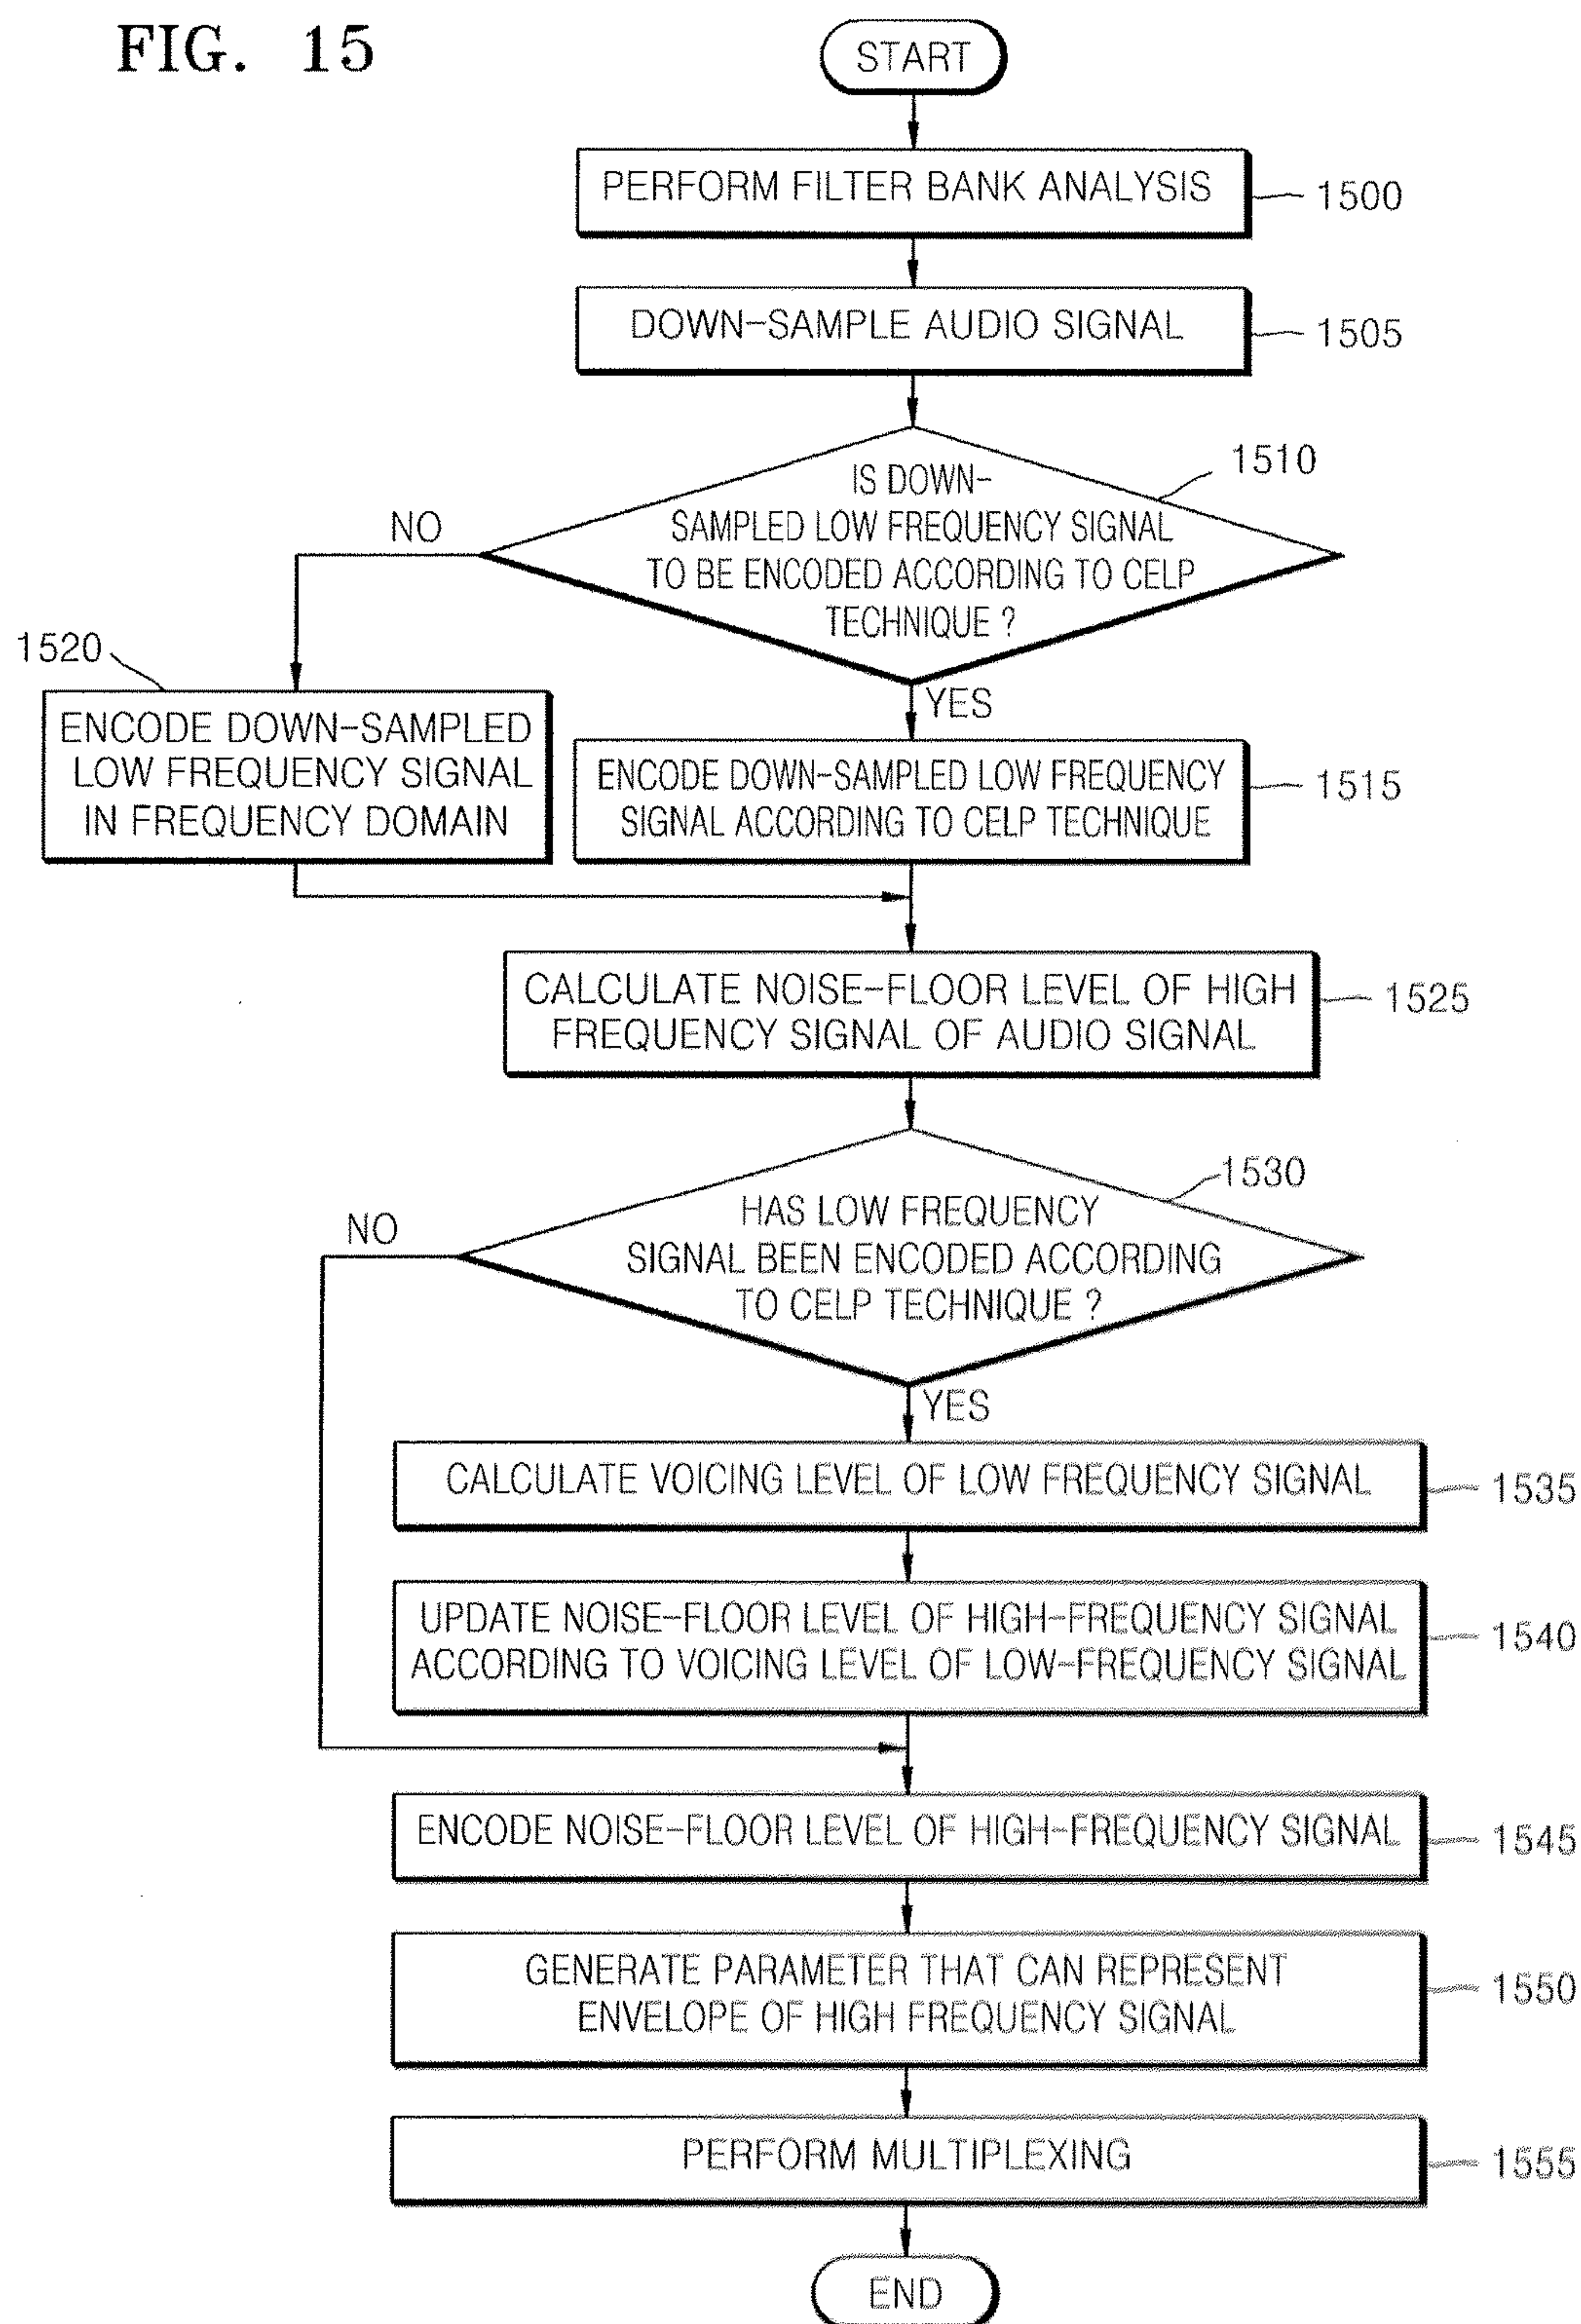 FIG. 15
START
PERFORM FILTER BANK ANALYSIS
1500
DOWN-SAMPLE AUDIO SIGNAL
1505
IS DOWN-
SAMPLED LOW FREQUENCY SIGNAL
TO BE ENCODED ACCORDING TO CELP
TECHNIQUE ?
1510
NO
YES
1520
ENCODE DOWN-SAMPLED
LOW FREQUENCY SIGNAL
IN FREQUENCY DOMAIN
ENCODE DOWN-SAMPLED LOW FREQUENCY
SIGNAL ACCORDING TO CELP TECHNIQUE
1515
CALCULATE NOISE-FLOOR LEVEL OF HIGH
FREQUENCY SIGNAL OF AUDIO SIGNAL
1525
HAS LOW FREQUENCY
SIGNAL BEEN ENCODED ACCORDING
TO CELP TECHNIQUE ?
1530
NO
YES
CALCULATE VOICING LEVEL OF LOW FREQUENCY SIGNAL
1535
UPDATE NOISE-FLOOR LEVEL OF HIGH-FREQUENCY SIGNAL
ACCORDING TO VOICING LEVEL OF LOW-FREQUENCY SIGNAL
1540
ENCODE NOISE-FLOOR LEVEL OF HIGH-FREQUENCY SIGNAL
1545
GENERATE PARAMETER THAT CAN REPRESENT
ENVELOPE OF HIGH FREQUENCY SIGNAL
1550
PERFORM MULTIPLEXING
1555
END